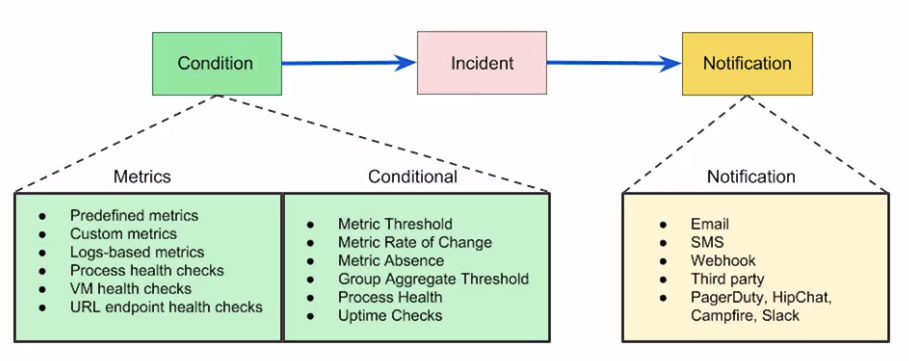 Condition
Incident
Notification
Metrics
● Predefined metrics
● Custom metrics
● Logs-based metrics
● Process health checks
● VM health checks
● URL endpoint health checks
Conditional
● Metric Threshold
● Metric Rate of Change
● Metric Absence
● Group Aggregate Threshold
● Process Health
● Uptime Checks
Notification
● Email
● SMS
● Webhook
● Third party
● PagerDuty, HipChat,
Campfire, Slack